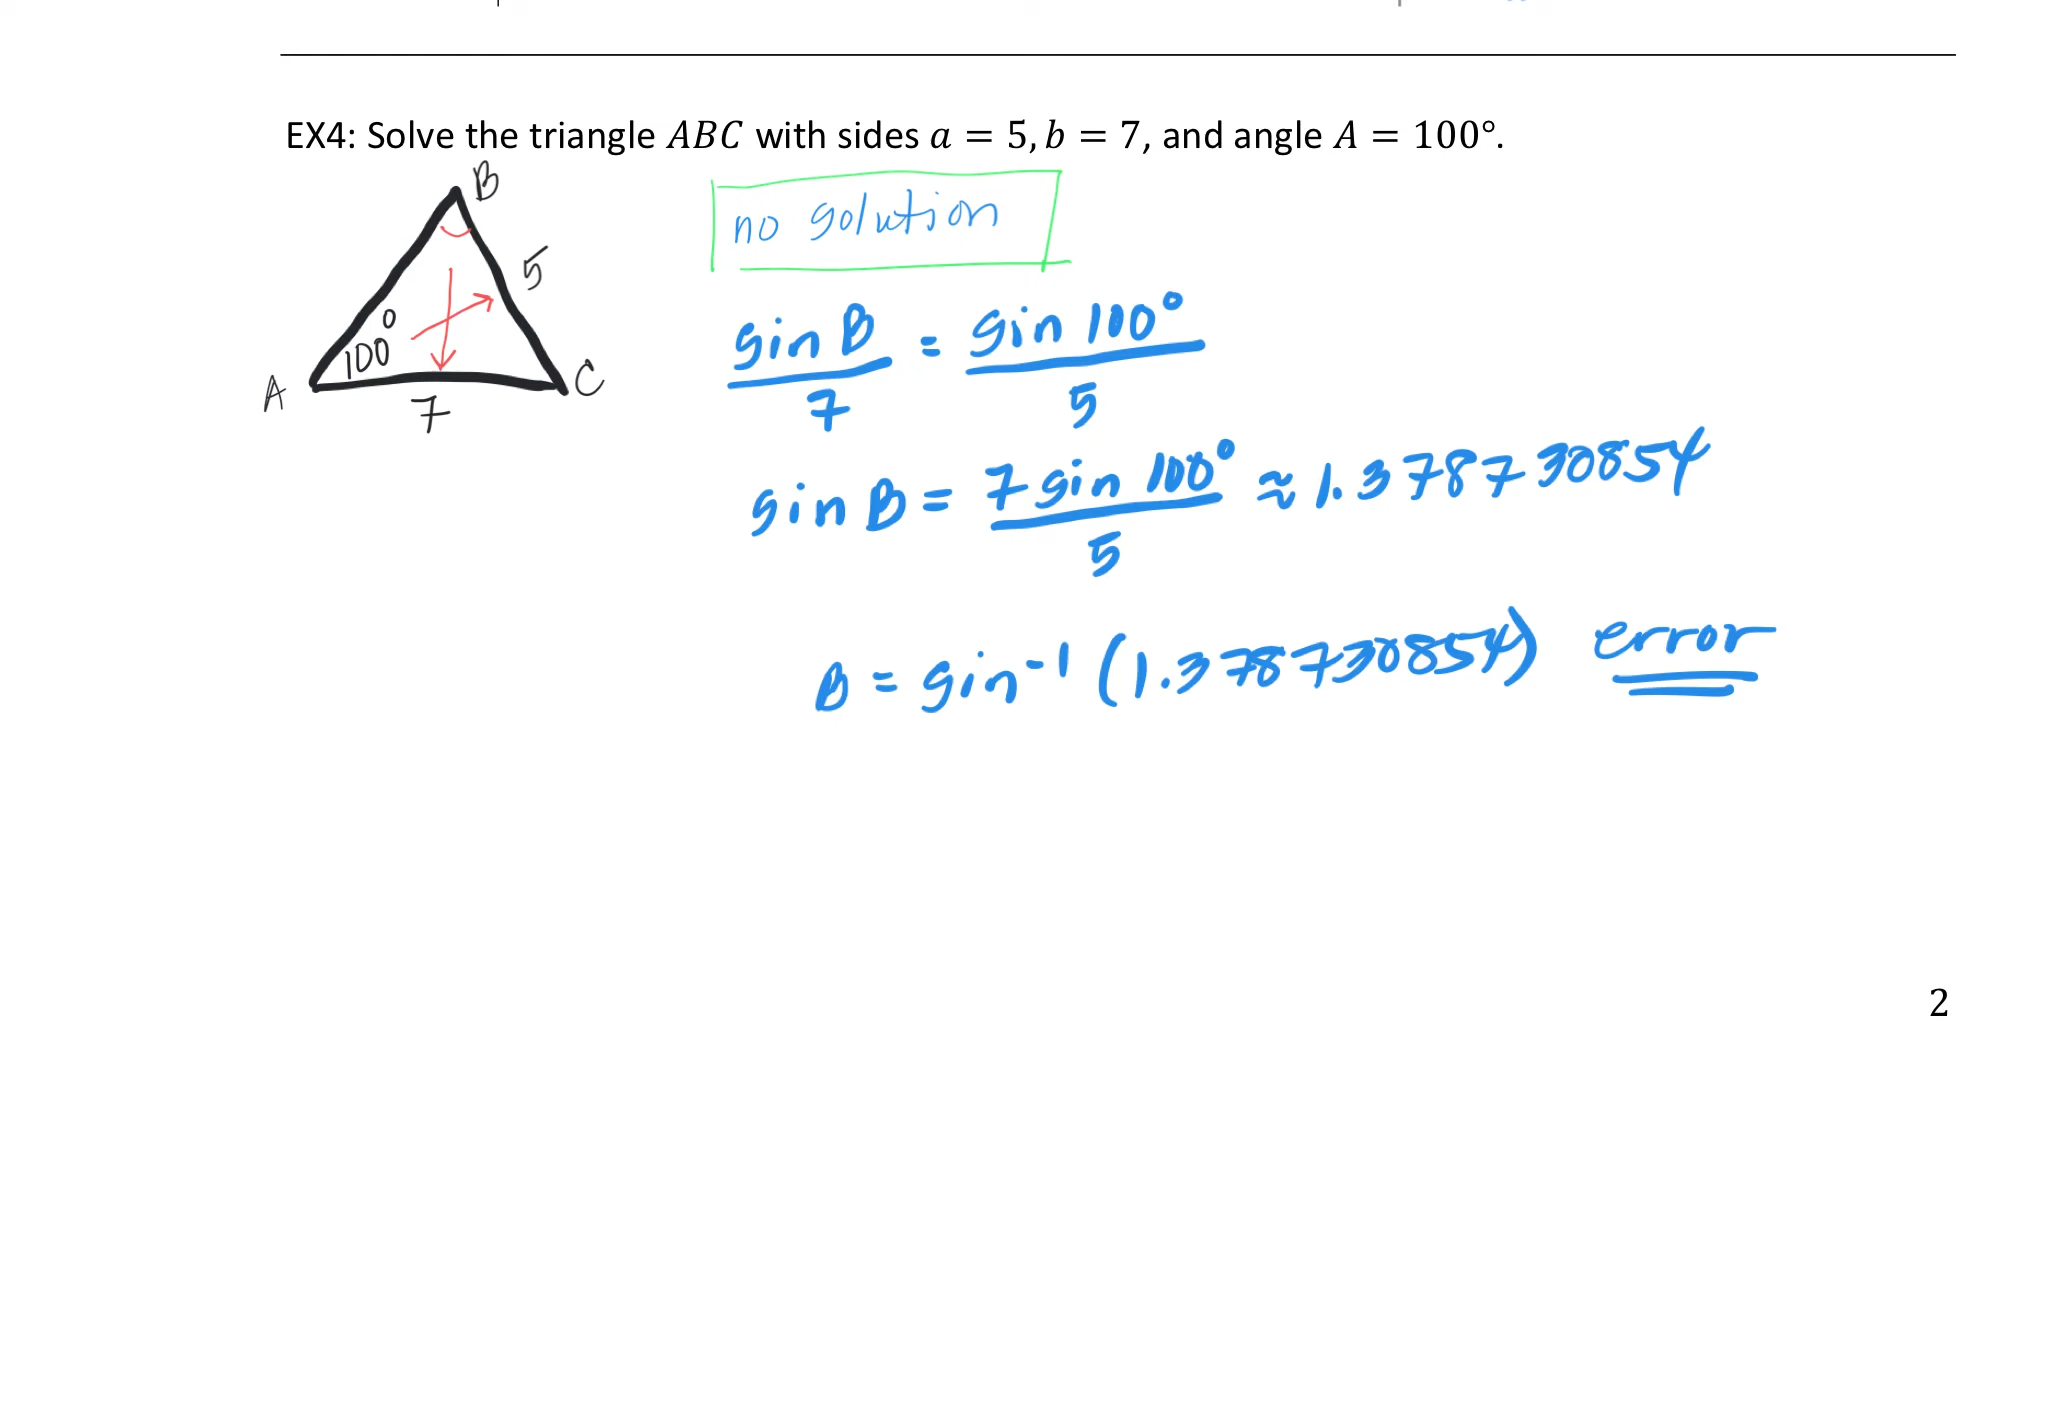 EX4: Solve the triangle ABC with sides a = 5, b = 7, and angle A = 100°.
B
no solution
5
100°
A
7
C
sin B / 7 = sin 100° / 5
sin B = 7 sin 100° / 5 ≈ 1.378730854
B = sin⁻¹ (1.378730854) error
2